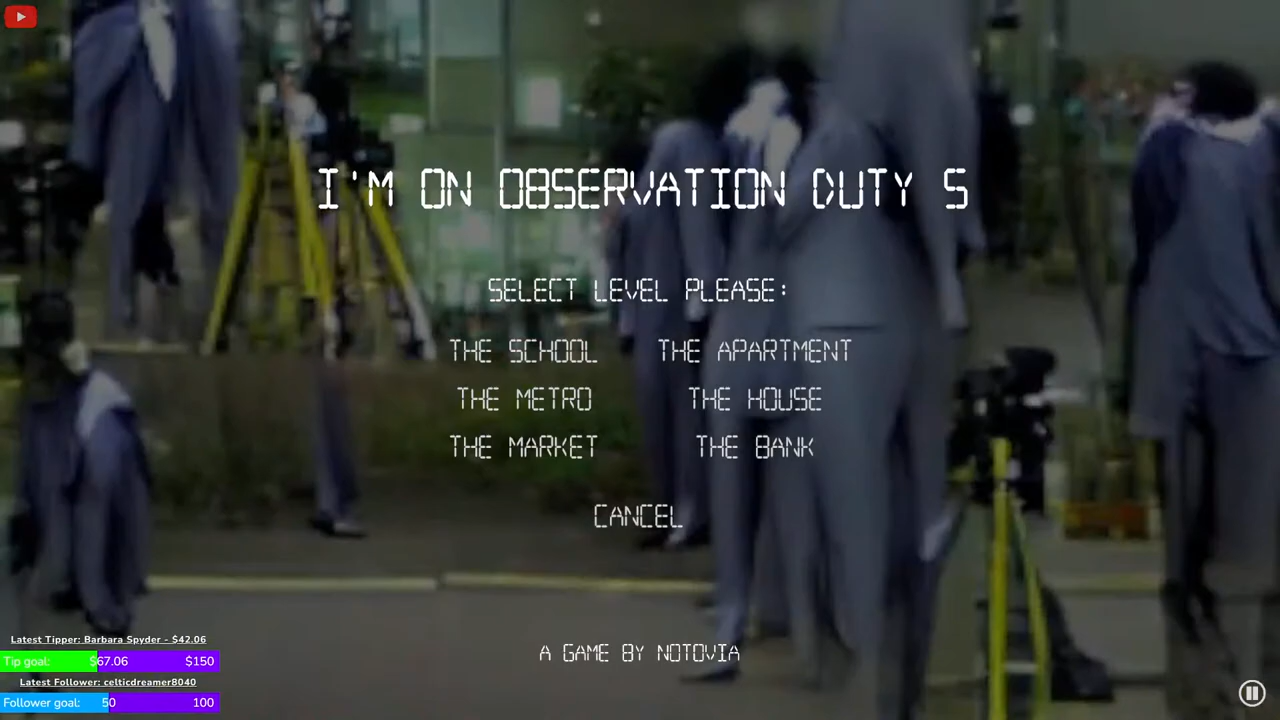 I'M ON OBSERVATION DUTY 5
SELECT LEVEL PLEASE:
THE SCHOOL THE APARTMENT
THE METRO THE HOUSE
THE MARKET THE BANK
CANCEL
A GAME BY NOTOVIA
Latest Tipper: Barbara Spyder - $42.06
Tip goal: $67.06 $150
Latest Follower: celticdreamer8040
Follower goal: 50 100